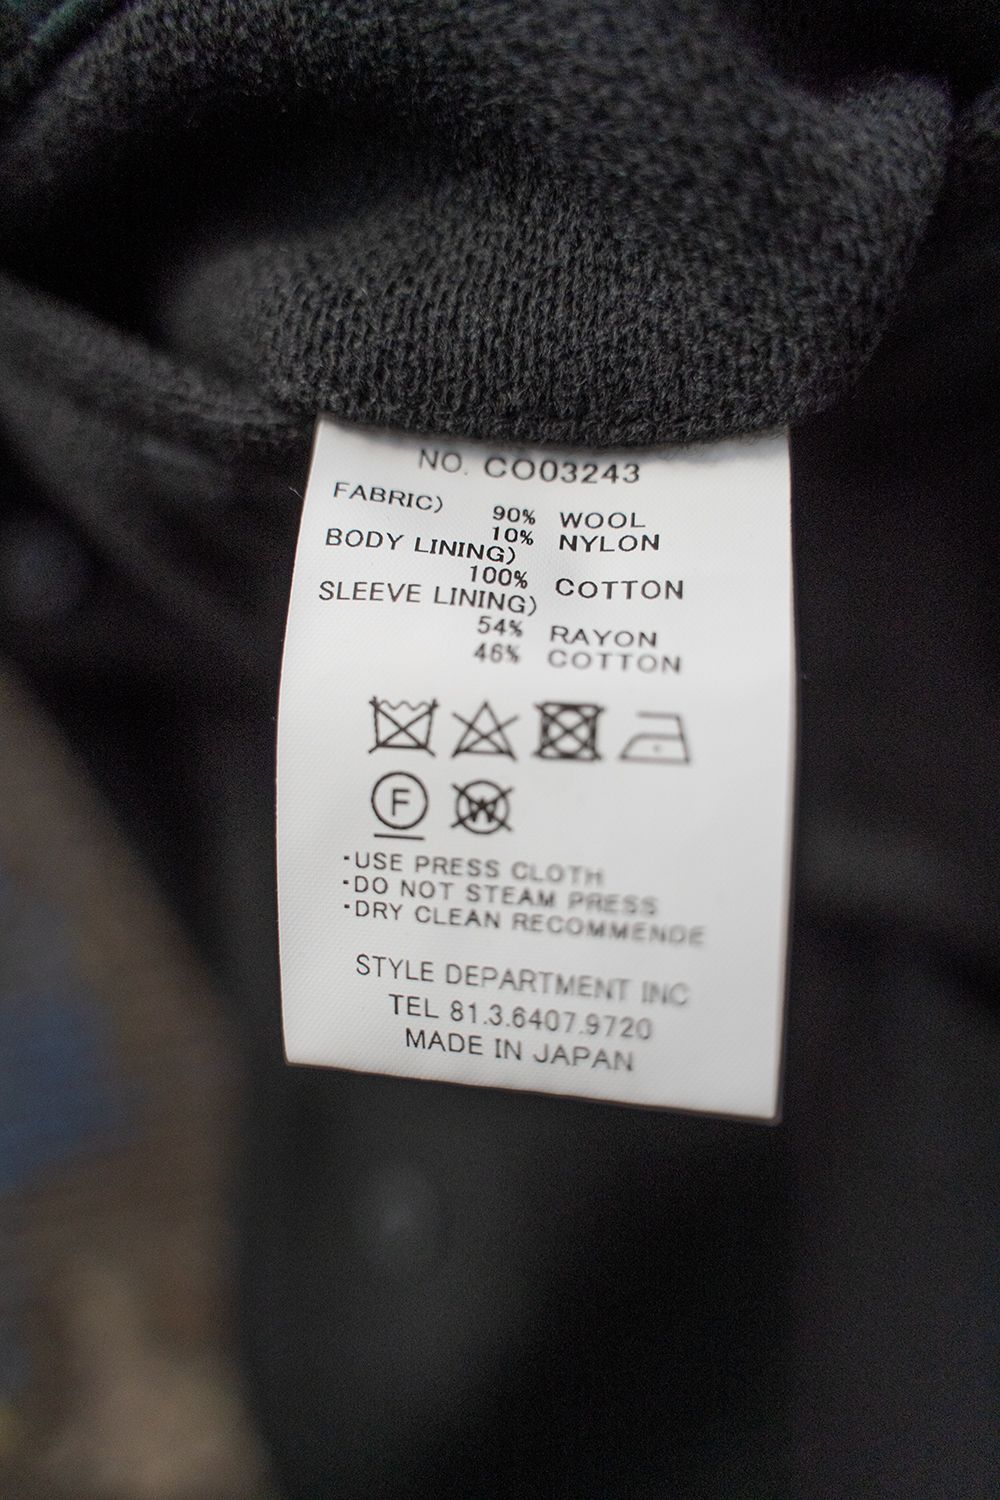 NO. CO03243
FABRIC)
90% WOOL
10% NYLON
BODY LINING)
100% COTTON
SLEEVE LINING)
54% RAYON
46% COTTON
F W
・USE PRESS CLOTH
・DO NOT STEAM PRESS
・DRY CLEAN RECOMMENDE
STYLE DEPARTMENT INC
TEL 81.3.6407.9720
MADE IN JAPAN